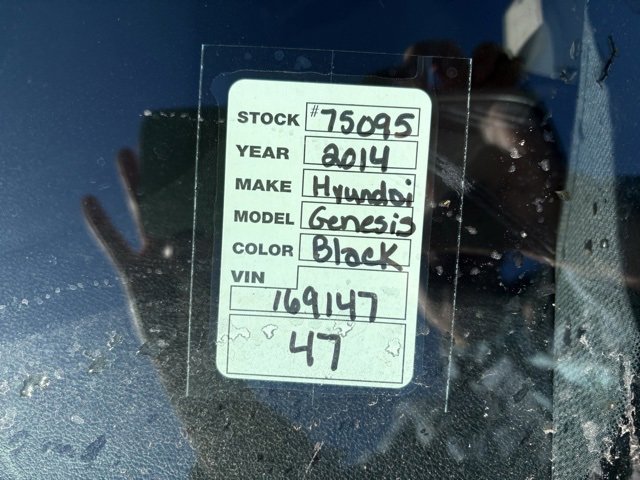 STOCK #75095
YEAR 2014
MAKE Hyundai
MODEL Genesis
COLOR Black
VIN
169147
47